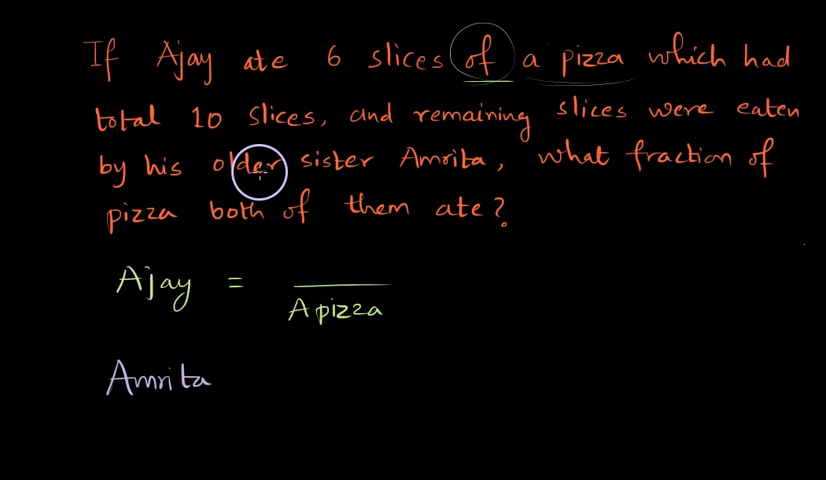 If Ajay ate 6 slices of a pizza which had
total 10 slices, and remaining slices were eaten
by his older sister Amrita, what fraction of
pizza both of them ate?
Ajay = ―
A pizza
Amrita